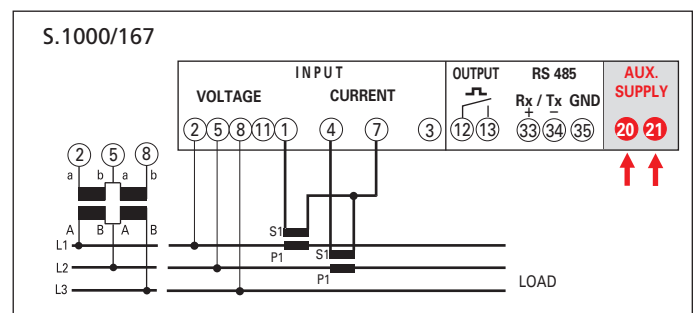 S.1000/167
INPUT
OUTPUT
RS 485
AUX.
SUPPLY
VOLTAGE
CURRENT
Rx / Tx GND
+ −
2 5 8 11 1 4 7 3 12 13 33 34 35 20 21
2 5 8
a b a b
A B A B
S1
L1
P1
S1
L2
P1
LOAD
L3